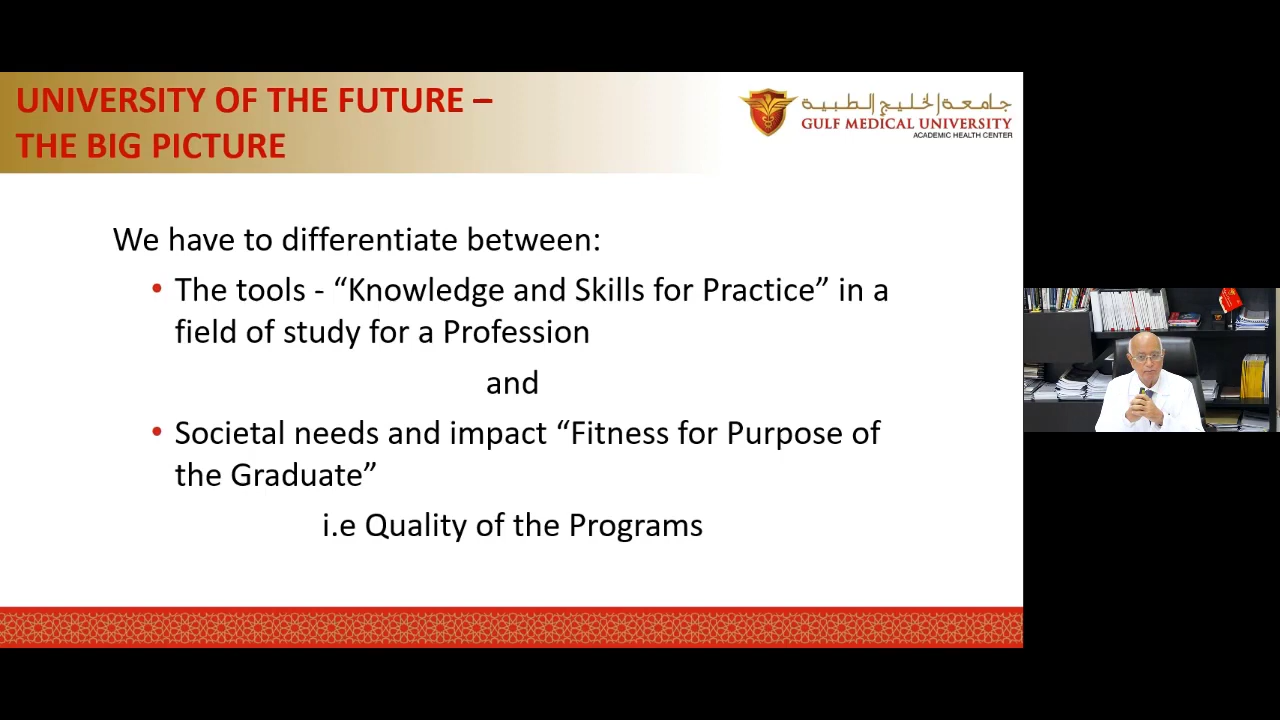 UNIVERSITY OF THE FUTURE –
THE BIG PICTURE
جامعة الخليج الطبية
GULF MEDICAL UNIVERSITY
ACADEMIC HEALTH CENTER
We have to differentiate between:
• The tools - “Knowledge and Skills for Practice” in a
field of study for a Profession
and
• Societal needs and impact “Fitness for Purpose of
the Graduate”
i.e Quality of the Programs